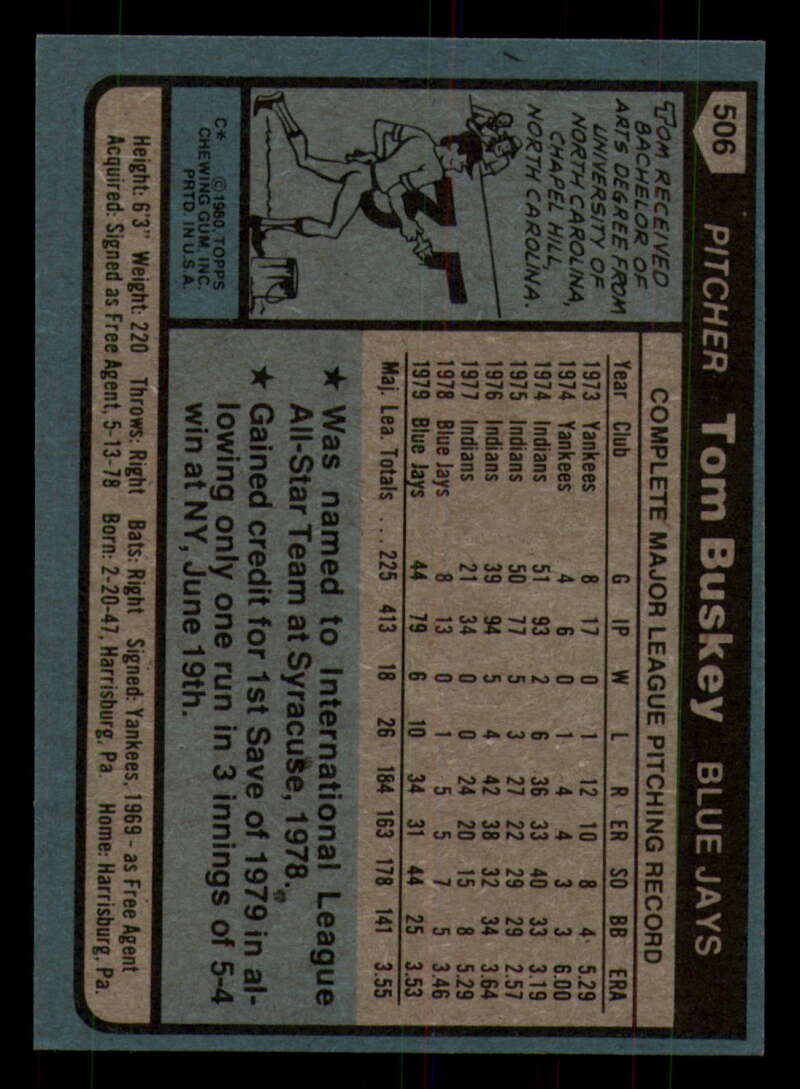 506 PITCHER Tom Buskey BLUE JAYS
TOM RECEIVED
BACHELOR OF
ARTS DEGREE FROM
UNIVERSITY OF
NORTH CAROLINA,
CHAPEL HILL,
NORTH CAROLINA.
NC
C* ©1980 TOPPS
CHEWING GUM, INC.
PRTD. IN U.S.A.
COMPLETE MAJOR LEAGUE PITCHING RECORD
Year Club G IP W L R ER SO BB ERA
1973 Yankees 8 17 0 1 12 10 8 4 5.29
1974 Yankees 4 6 0 1 4 4 3 3 6.00
1974 Indians 51 93 2 6 36 33 40 33 3.19
1975 Indians 50 77 5 3 27 22 29 29 2.57
1976 Indians 39 94 5 4 42 38 32 34 3.64
1977 Indians 21 34 0 0 24 20 15 8 5.29
1978 Blue Jays 8 13 0 1 5 5 7 5 3.46
1979 Blue Jays 44 79 6 10 34 31 44 25 3.53
Maj. Lea. Totals ... 225 413 18 26 184 163 178 141 3.55
★ Was named to International League
All-Star Team at Syracuse, 1978.
★ Gained credit for 1st Save of 1979 in al-
lowing only one run in 3 innings of 5-4
win at NY, June 19th.
Height: 6'3" Weight: 220 Throws: Right Bats: Right Signed: Yankees, 1969 - as Free Agent
Acquired: Signed as Free Agent, 5-13-78 Born: 2-20-47, Harrisburg, Pa Home: Harrisburg, Pa.